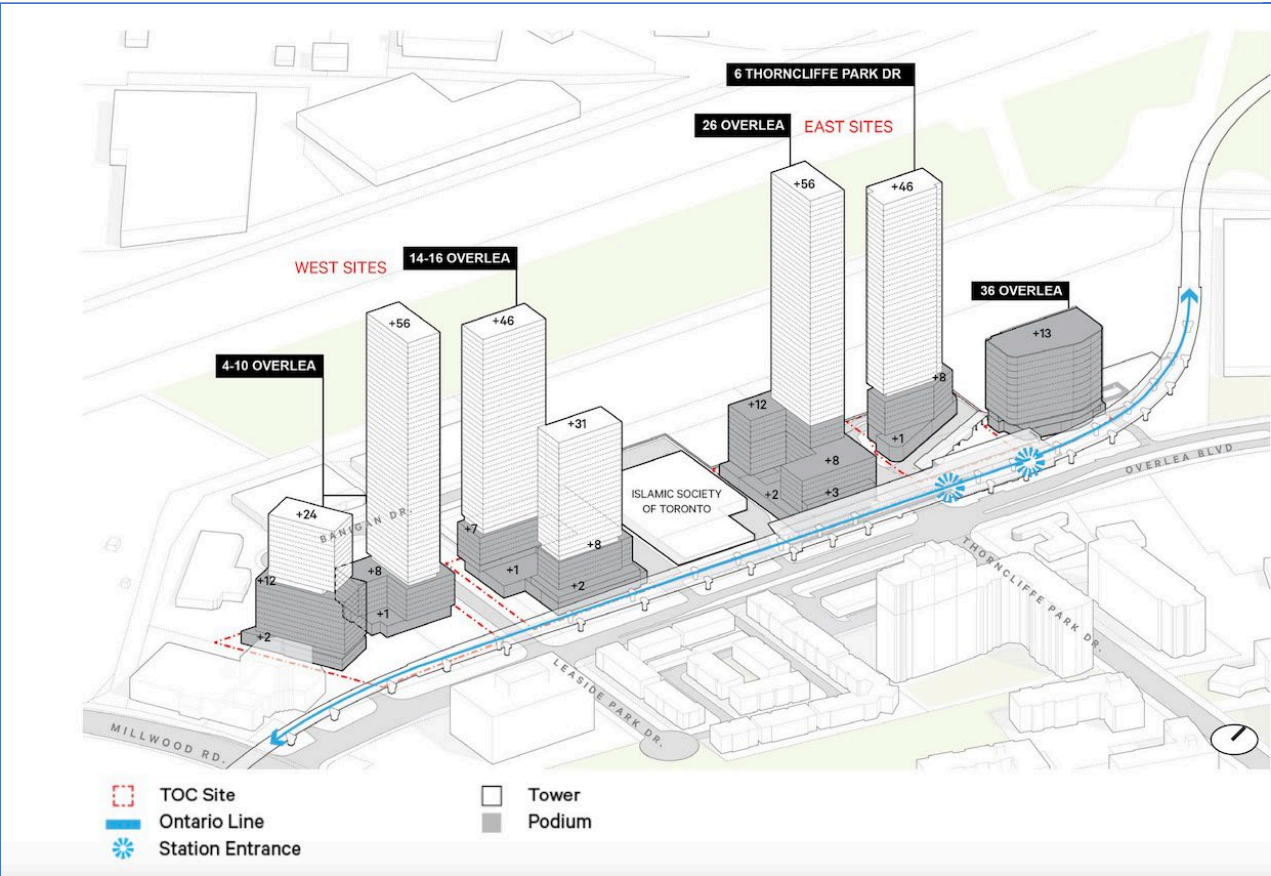 6 THORNCLIFFE PARK DR
26 OVERLEA
EAST SITES
+56
+46
WEST SITES
14-16 OVERLEA
36 OVERLEA
+13
+56
+46
4-10 OVERLEA
+8
+12
+31
+1
+8
OVERLEA BLVD
+2
+3
ISLAMIC SOCIETY
OF TORONTO
+24
BANIGAN DR.
+7
+8
+1
+2
+12
+8
+1
+2
THORNCLIFFE PARK DR.
LEASIDE PARK DR.
MILLWOOD RD.
TOC Site
Ontario Line
Station Entrance
Tower
Podium